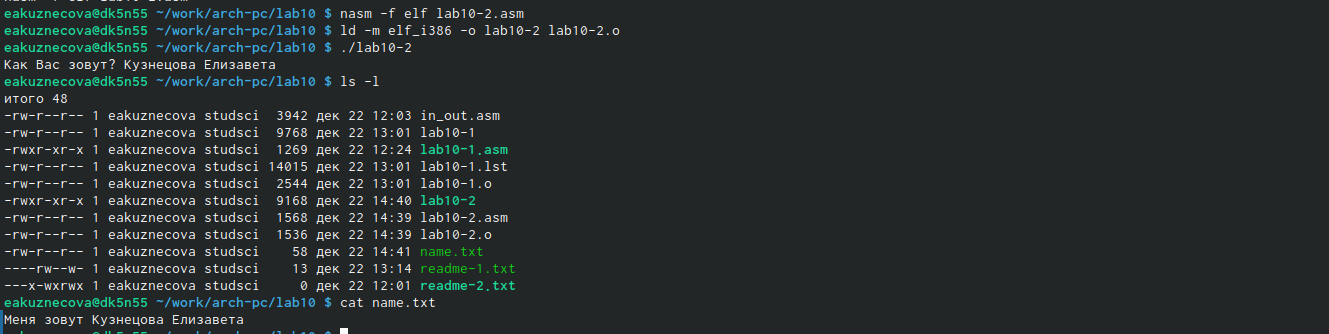 eakuznecova@dk5n55 ~/work/arch-pc/lab10 $ nasm -f elf lab10-2.asm
eakuznecova@dk5n55 ~/work/arch-pc/lab10 $ ld -m elf_i386 -o lab10-2 lab10-2.o
eakuznecova@dk5n55 ~/work/arch-pc/lab10 $ ./lab10-2
Как Вас зовут? Кузнецова Елизавета
eakuznecova@dk5n55 ~/work/arch-pc/lab10 $ ls -l
итого 48
-rw-r--r-- 1 eakuznecova studsci  3942 дек 22 12:03 in_out.asm
-rw-r--r-- 1 eakuznecova studsci  9768 дек 22 13:01 lab10-1
-rwxr-xr-x 1 eakuznecova studsci  1269 дек 22 12:24 lab10-1.asm
-rw-r--r-- 1 eakuznecova studsci 14015 дек 22 13:01 lab10-1.lst
-rw-r--r-- 1 eakuznecova studsci  2544 дек 22 13:01 lab10-1.o
-rwxr-xr-x 1 eakuznecova studsci  9168 дек 22 14:40 lab10-2
-rw-r--r-- 1 eakuznecova studsci  1568 дек 22 14:39 lab10-2.asm
-rw-r--r-- 1 eakuznecova studsci  1536 дек 22 14:39 lab10-2.o
-rw-r--r-- 1 eakuznecova studsci    58 дек 22 14:41 name.txt
----rw--w- 1 eakuznecova studsci    13 дек 22 13:14 readme-1.txt
---x-wxrwx 1 eakuznecova studsci     0 дек 22 12:01 readme-2.txt
eakuznecova@dk5n55 ~/work/arch-pc/lab10 $ cat name.txt
Меня зовут Кузнецова Елизавета
eakuznecova@dk5n55 ~/work/arch-pc/lab10 $